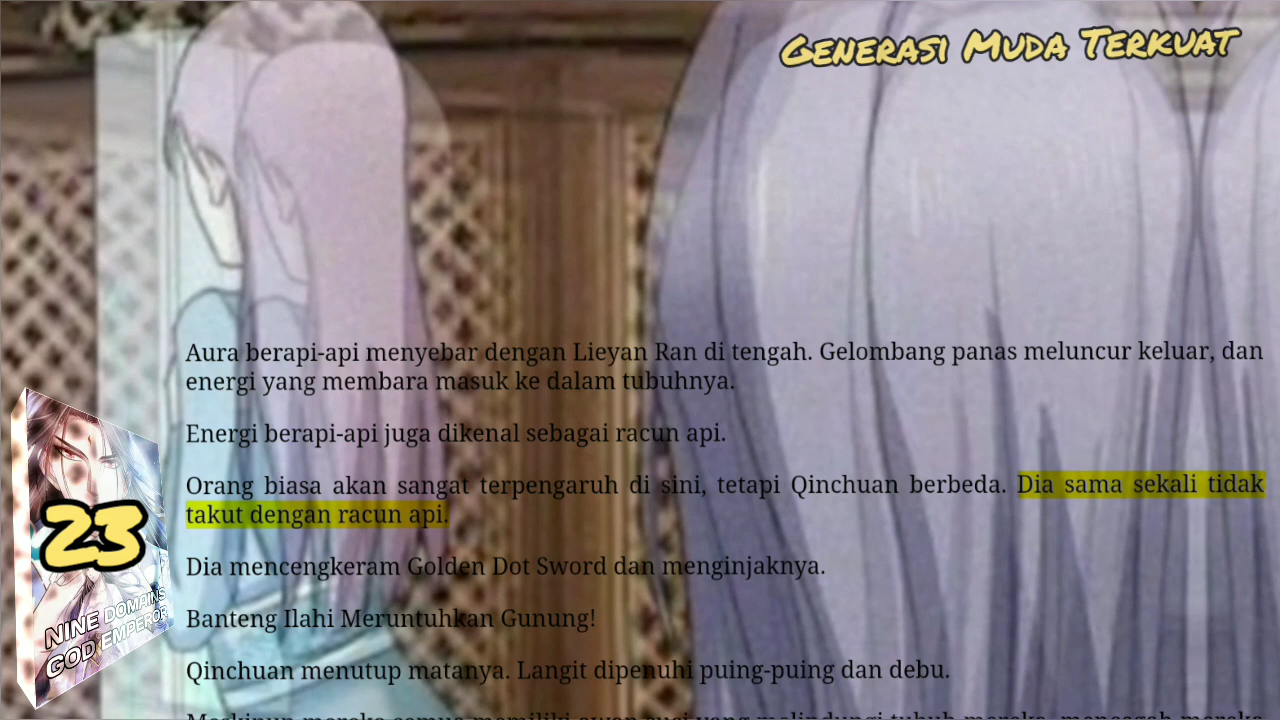 Generasi Muda Terkuat
Aura berapi-api menyebar dengan Lieyan Ran di tengah. Gelombang panas meluncur keluar, dan
energi yang membara masuk ke dalam tubuhnya.
Energi berapi-api juga dikenal sebagai racun api.
Orang biasa akan sangat terpengaruh di sini, tetapi Qinchuan berbeda. Dia sama sekali tidak
takut dengan racun api.
Dia mencengkeram Golden Dot Sword dan menginjaknya.
Banteng Ilahi Meruntuhkan Gunung!
Qinchuan menutup matanya. Langit dipenuhi puing-puing dan debu.
23
NINE DOMAINS
GOD EMPEROR